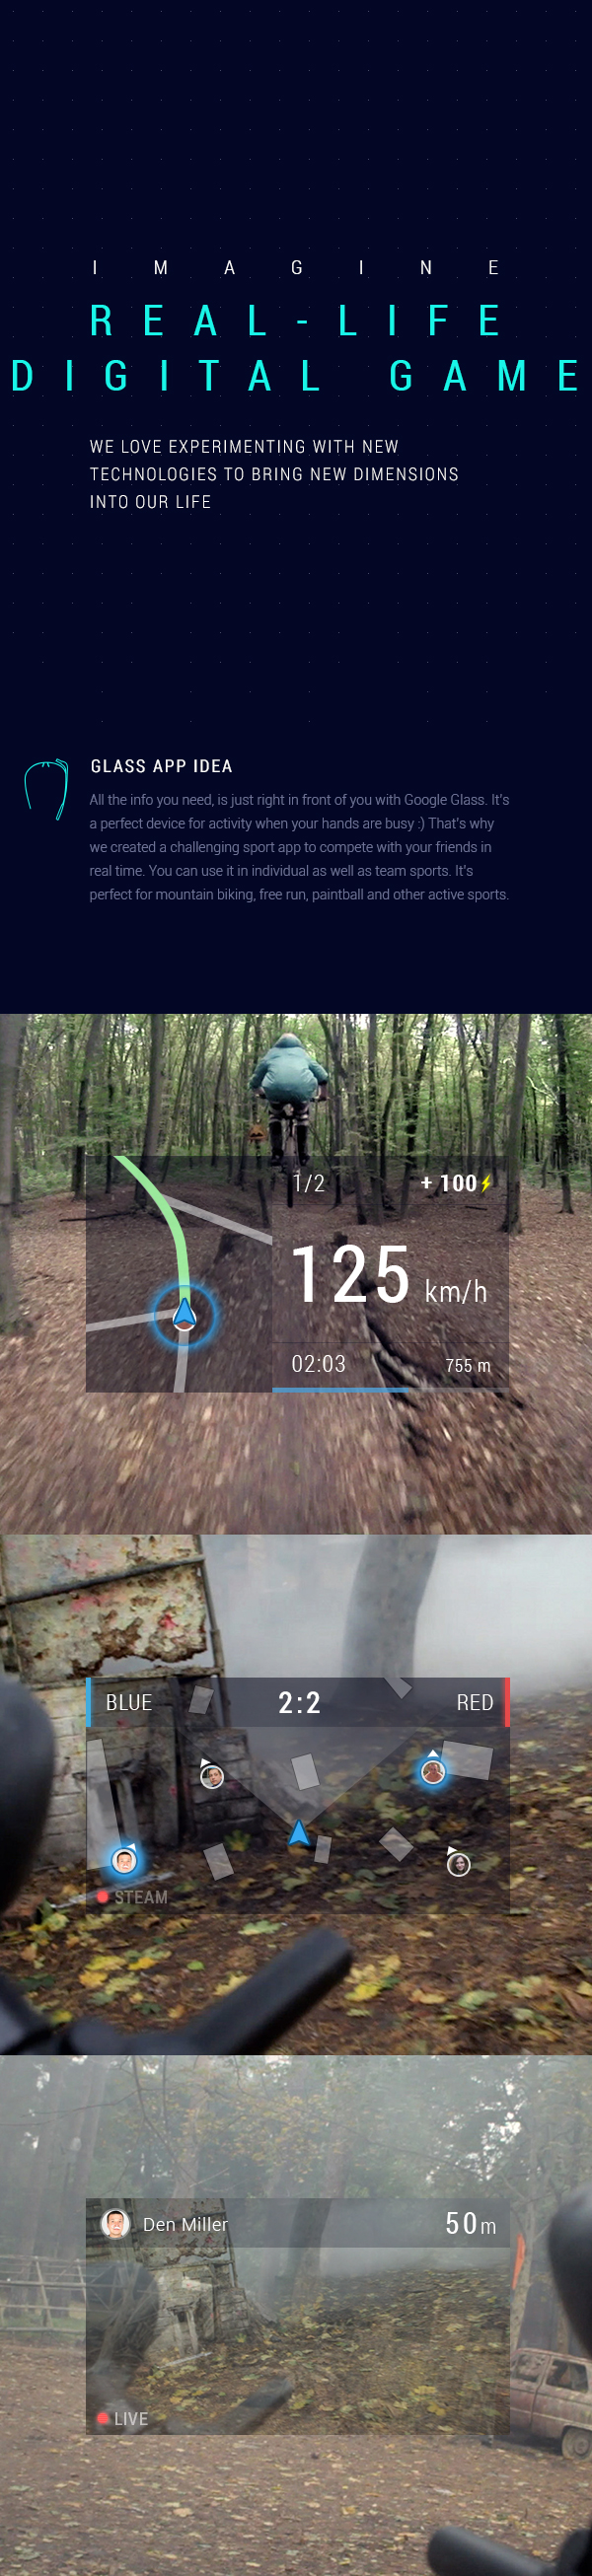 IMAGINE
REAL-LIFE
DIGITAL GAME
WE LOVE EXPERIMENTING WITH NEW
TECHNOLOGIES TO BRING NEW DIMENSIONS
INTO OUR LIFE
GLASS APP IDEA
All the info you need, is just right in front of you with Google Glass. It's
a perfect device for activity when your hands are busy :) That's why
we created a challenging sport app to compete with your friends in
real time. You can use it in individual as well as team sports. It's
perfect for mountain biking, free run, paintball and other active sports.
1/2 + 100
125 km/h
02:03 755 m
BLUE 2:2 RED
STEAM
Den Miller 50m
LIVE